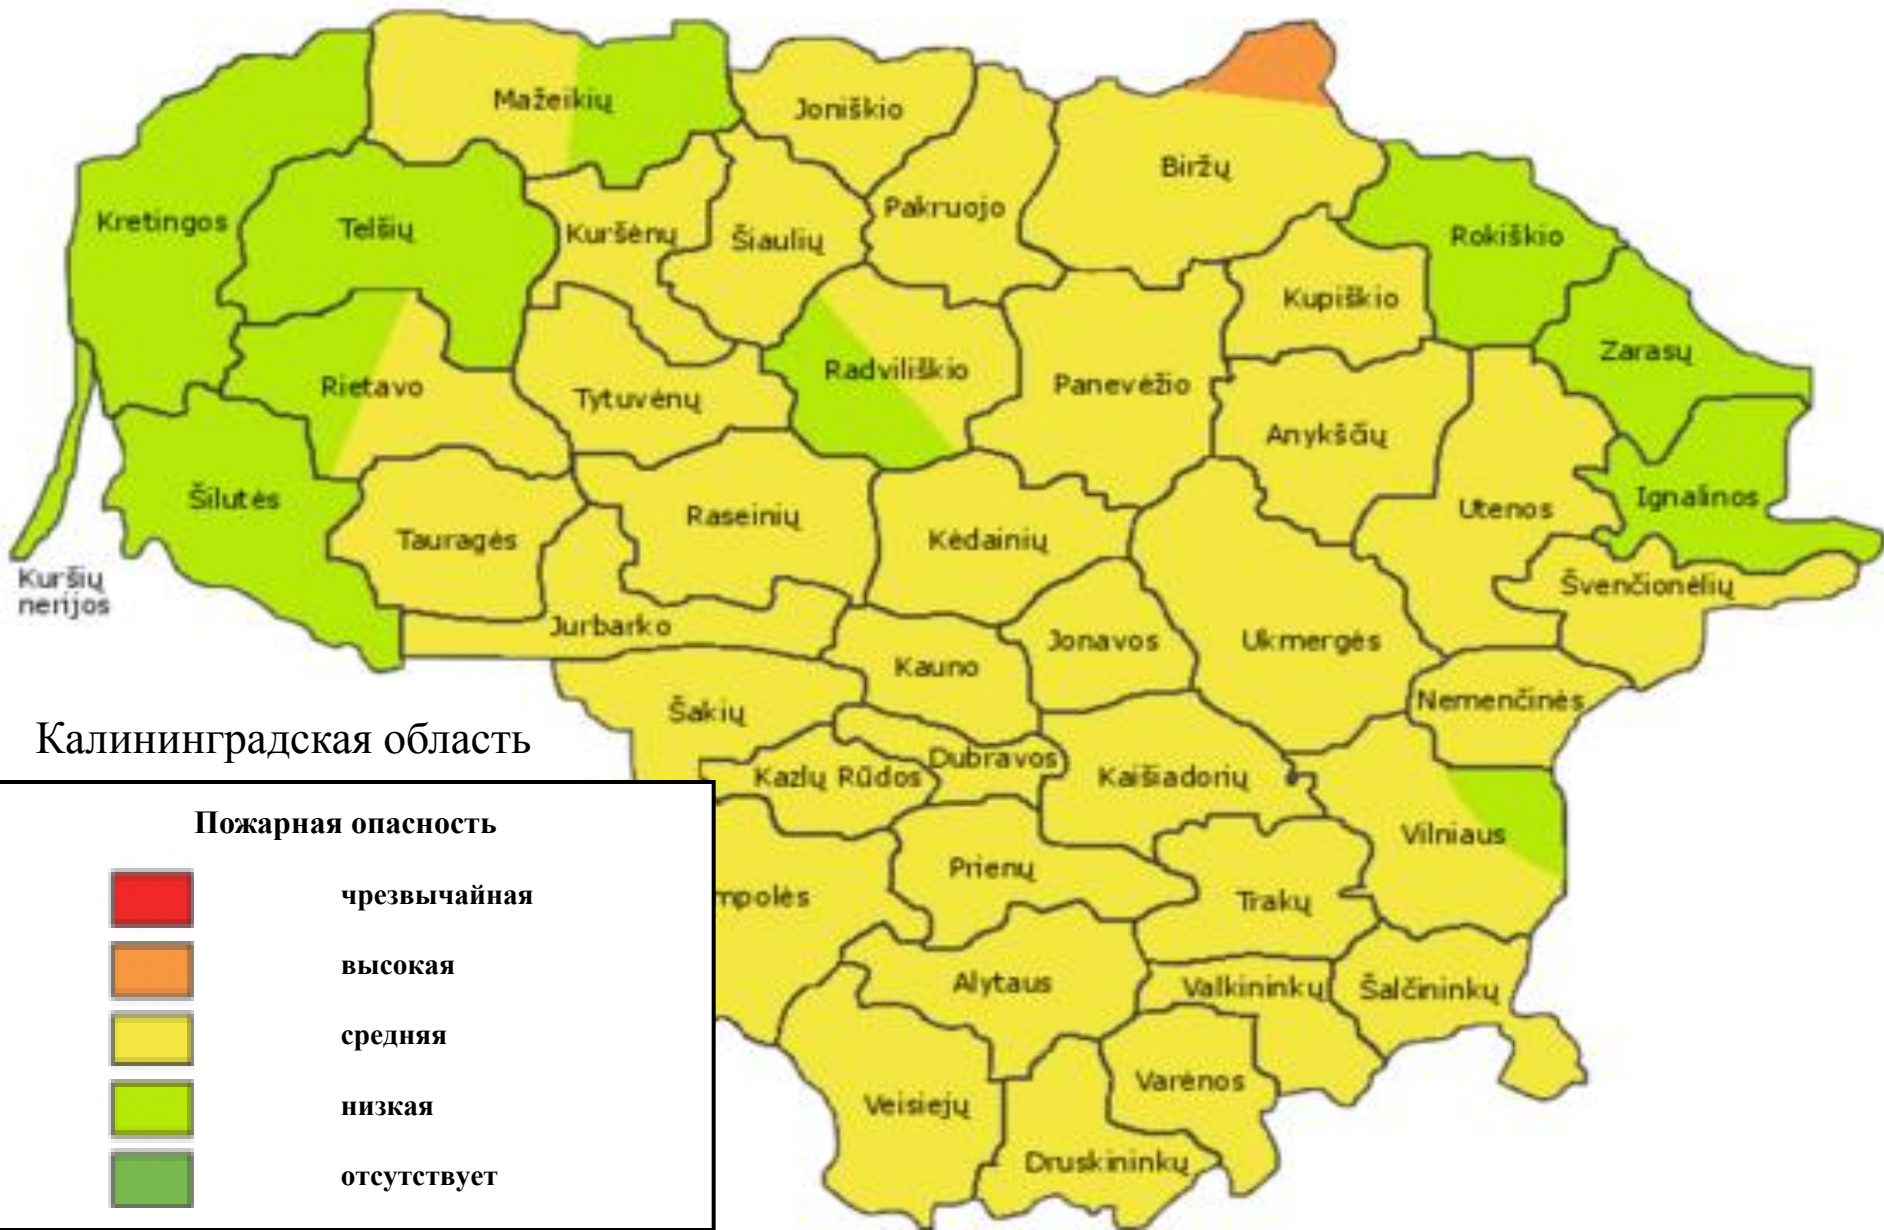 Mažeikių
Joniškio
Biržų
Kretingos
Telšių
Kuršėnų
Šiaulių
Pakruojo
Rokiškio
Kupiškio
Zarasų
Rietavo
Tytuvėnų
Radviliškio
Panevėžio
Anykščių
Šilutės
Tauragės
Raseinių
Kėdainių
Utenos
Ignalinos
Kuršių
nerijos
Švenčionėlių
Jurbarko
Kauno
Jonavos
Ukmergės
Šakių
Nemenčinės
Калининградская область
Kazlų Rūdos
Dubravos
Kaišiadorių
Vilniaus
Пожарная опасность
чрезвычайная
высокая
средняя
низкая
отсутствует
mpolės
Prienų
Trakų
Alytaus
Valkininkų
Šalčininkų
Veisiejų
Varėnos
Druskininkų